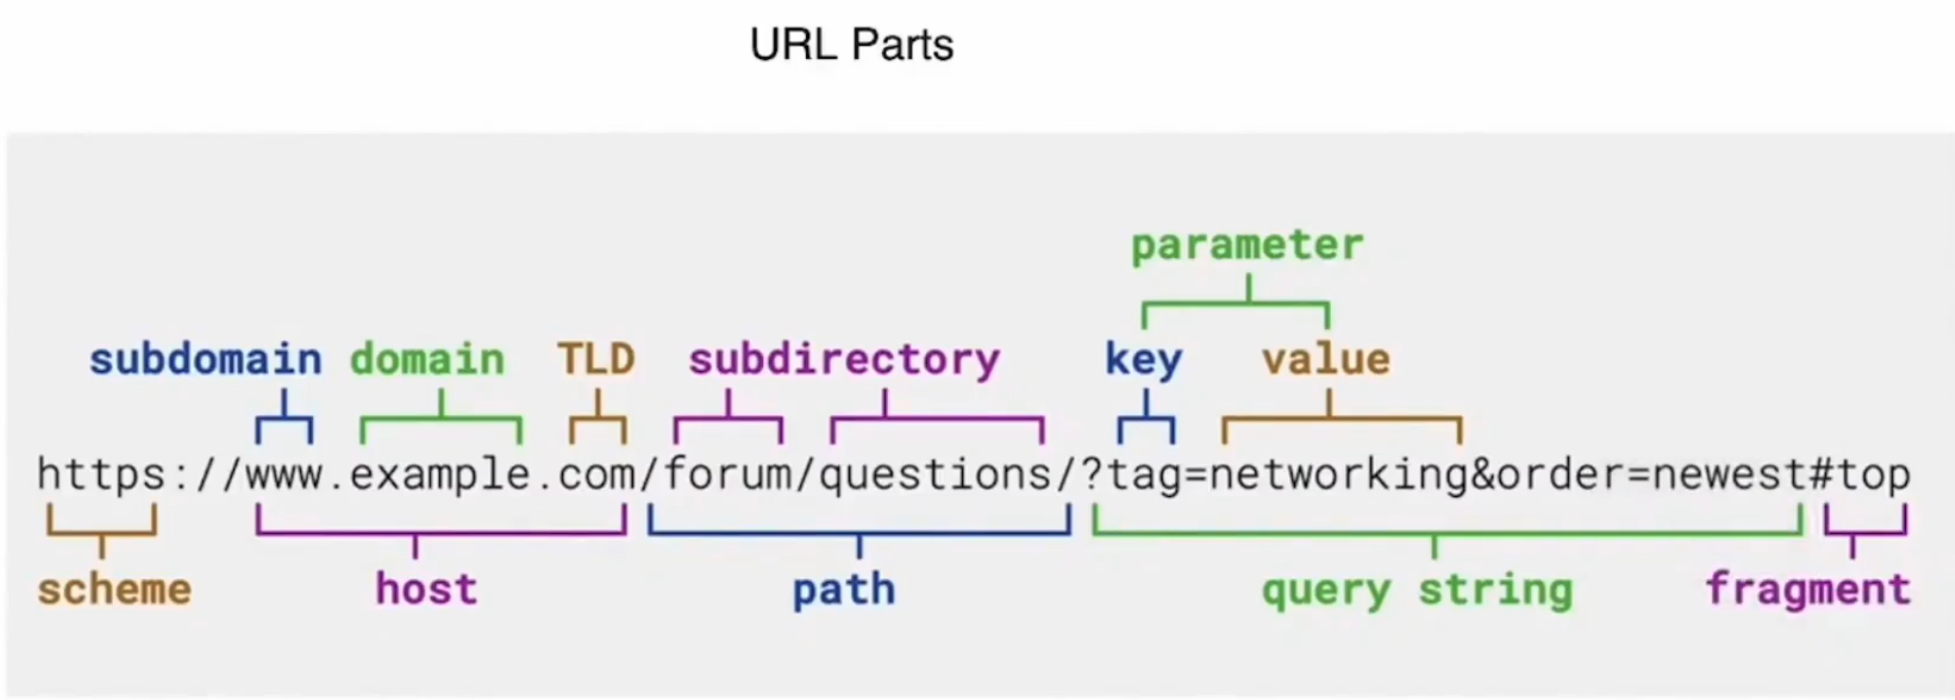 URL Parts
parameter
subdomain domain TLD subdirectory key value
https://www.example.com/forum/questions/?tag=networking&order=newest#top
scheme host path query string fragment